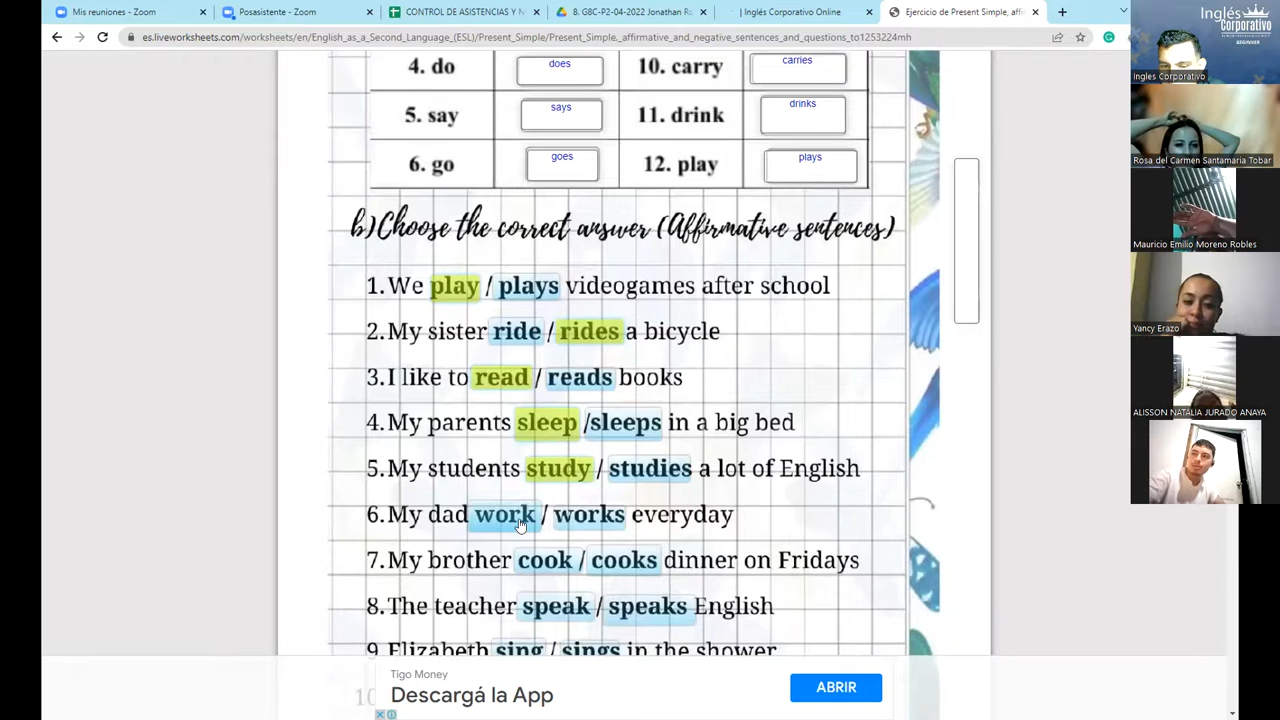 Mis reuniones - Zoom
Posasistente - Zoom
CONTROL DE ASISTENCIAS Y N
8. GBC-P2-04-2022 Jonathan Ro
Inglés Corporativo Online
Ejercicio de Present Simple, affirm
es.liveworksheets.com/worksheets/en/English_as_a_Second_Language_(ESL)/Present_Simple/Present_Simple._affirmative_and_negative_sentences_and_questions_to1253224mh
4. do does 10. carry carries
5. say says 11. drink drinks
6. go goes 12. play plays
b)Choose the correct answer (Affirmative sentences)
1.We play / plays videogames after school
2.My sister ride / rides a bicycle
3.I like to read / reads books
4.My parents sleep /sleeps in a big bed
5.My students study / studies a lot of English
6.My dad work / works everyday
7.My brother cook / cooks dinner on Fridays
8.The teacher speak / speaks English
9.Elizabeth sing / sings in the shower
10
Tigo Money
Descargá la App
ABRIR
Inglés
Corporativo
BEGINNER
Ingles Corporativo
Rosa del Carmen Santamaria Tobar
Mauricio Emilio Moreno Robles
Yancy Erazo
ALISSON NATALIA JURADO ANAYA